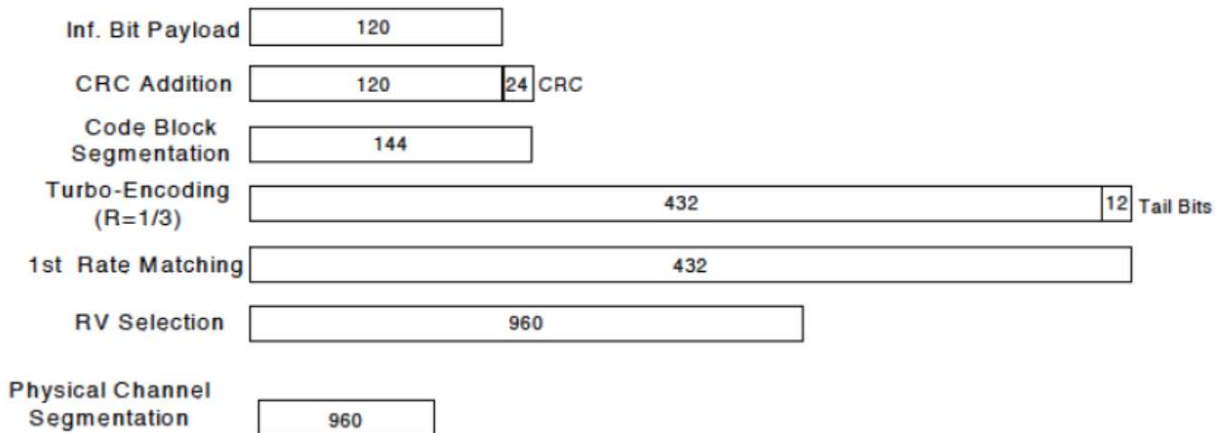 Inf. Bit Payload 120
CRC Addition 120 24 CRC
Code Block
Segmentation 144
Turbo-Encoding
(R=1/3) 432 12 Tail Bits
1st Rate Matching 432
RV Selection 960
Physical Channel
Segmentation 960